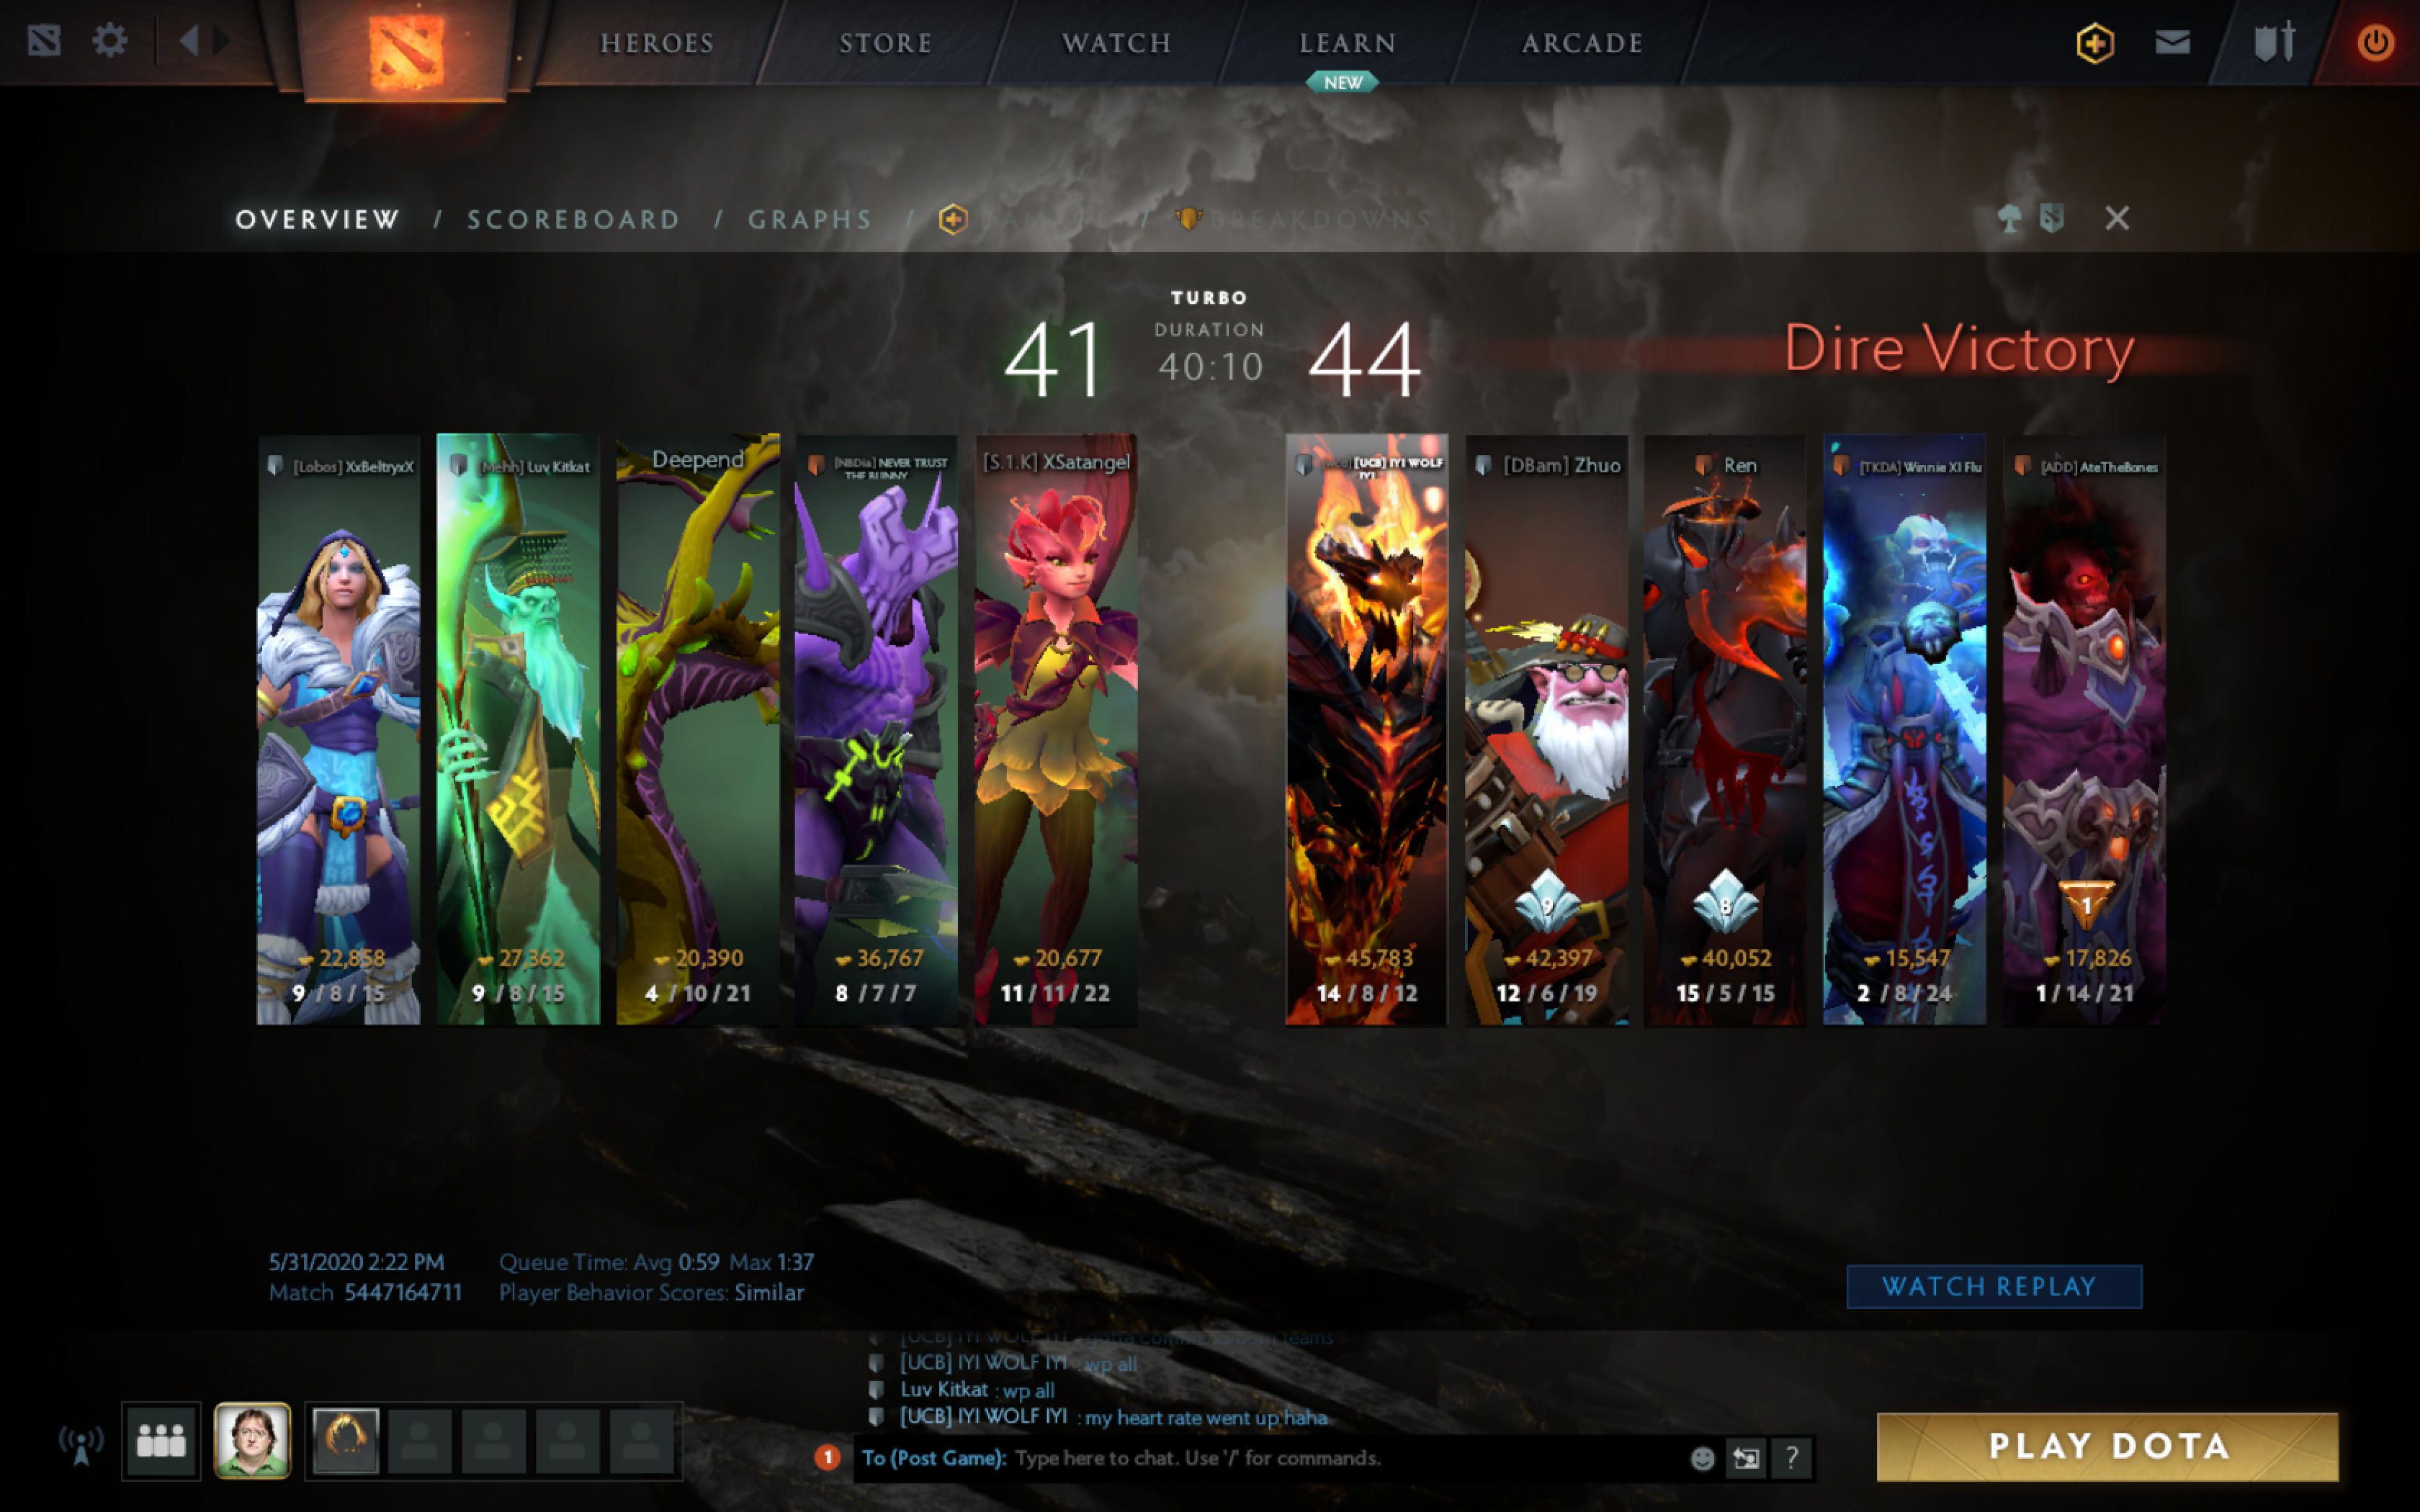 HEROES
STORE
WATCH
LEARN
ARCADE
NEW
OVERVIEW / SCOREBOARD / GRAPHS / / BREAKDOWNS
TURBO
41
DURATION
40:10
44
Dire Victory
[Lobos] XxBeltryxX
[Mehh] Luv Kitkat
Deepend
[NBDia] NEVER TRUST
THE BUNNY
[S.1.K] XSatangel
[UCB] IYI WOLF
IYI
[DBam] Zhuo
Ren
[TKDA] Winnie XI Flu
[ADD] AteTheBones
9
8
1
22,858
27,362
20,390
36,767
20,677
45,783
42,397
40,052
15,547
17,826
9 / 8 / 15
9 / 8 / 15
4 / 10 / 21
8 / 7 / 7
11 / 11 / 22
14 / 8 / 12
12 / 6 / 19
15 / 5 / 15
2 / 8 / 24
1 / 14 / 21
5/31/2020 2:22 PM
Queue Time: Avg 0:59 Max 1:37
Match 5447164711
Player Behavior Scores: Similar
WATCH REPLAY
[UCB] IYI WOLF IYI : gotta teams
[UCB] IYI WOLF IYI : wp all
Luv Kitkat : wp all
[UCB] IYI WOLF IYI : my heart rate went up haha
1
To (Post Game): Type here to chat. Use '/' for commands.
?
PLAY DOTA